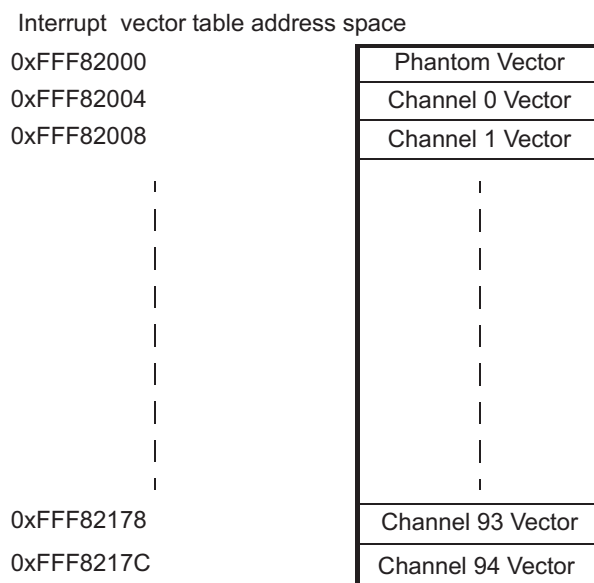 Interrupt vector table address space
0xFFF82000 Phantom Vector
0xFFF82004 Channel 0 Vector
0xFFF82008 Channel 1 Vector
0xFFF82178 Channel 93 Vector
0xFFF8217C Channel 94 Vector